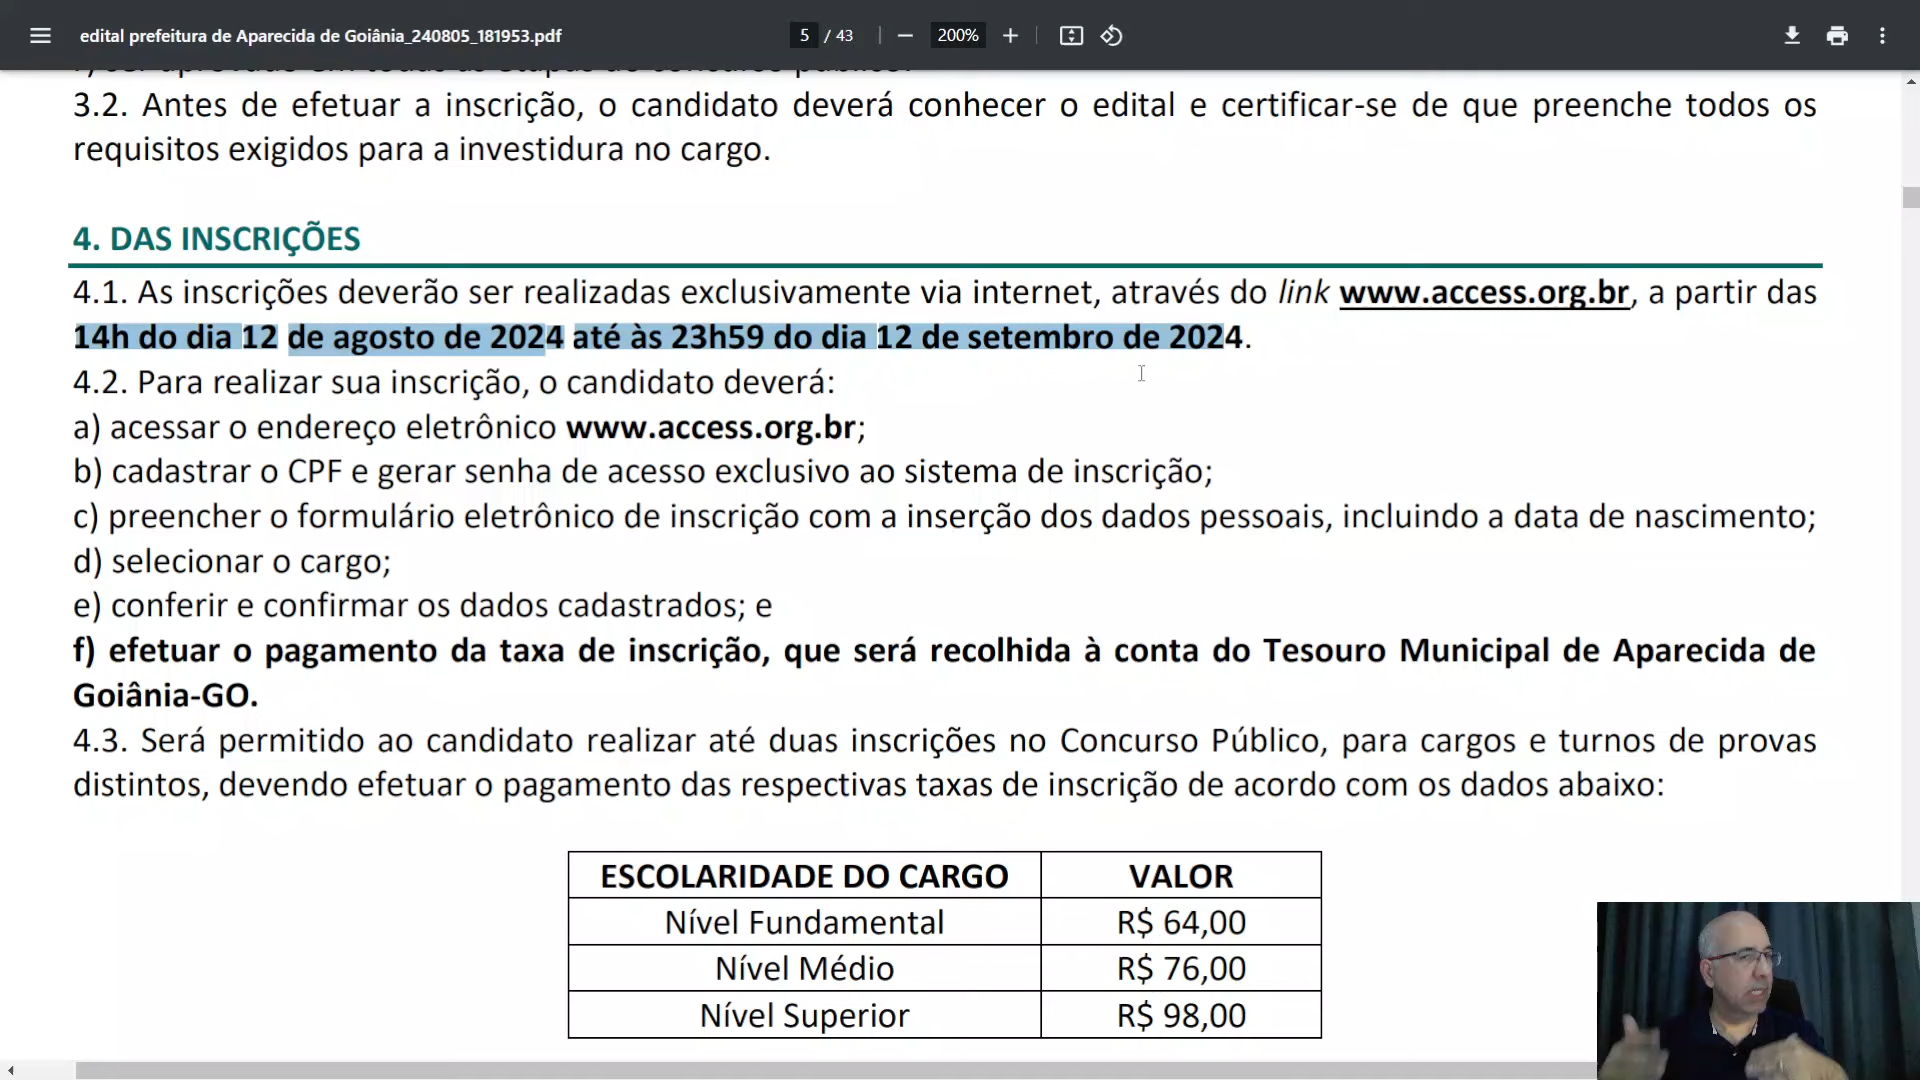 edital prefeitura de Aparecida de Goiânia_240805_181953.pdf
5 / 43
200%
f) ser aprovado em todas as etapas do concurso público.
3.2. Antes de efetuar a inscrição, o candidato deverá conhecer o edital e certificar-se de que preenche todos os
requisitos exigidos para a investidura no cargo.
4. DAS INSCRIÇÕES
4.1. As inscrições deverão ser realizadas exclusivamente via internet, através do link www.access.org.br, a partir das
14h do dia 12 de agosto de 2024 até às 23h59 do dia 12 de setembro de 2024.
4.2. Para realizar sua inscrição, o candidato deverá:
a) acessar o endereço eletrônico www.access.org.br;
b) cadastrar o CPF e gerar senha de acesso exclusivo ao sistema de inscrição;
c) preencher o formulário eletrônico de inscrição com a inserção dos dados pessoais, incluindo a data de nascimento;
d) selecionar o cargo;
e) conferir e confirmar os dados cadastrados; e
f) efetuar o pagamento da taxa de inscrição, que será recolhida à conta do Tesouro Municipal de Aparecida de
Goiânia-GO.
4.3. Será permitido ao candidato realizar até duas inscrições no Concurso Público, para cargos e turnos de provas
distintos, devendo efetuar o pagamento das respectivas taxas de inscrição de acordo com os dados abaixo:
ESCOLARIDADE DO CARGO VALOR
Nível Fundamental R$ 64,00
Nível Médio R$ 76,00
Nível Superior R$ 98,00